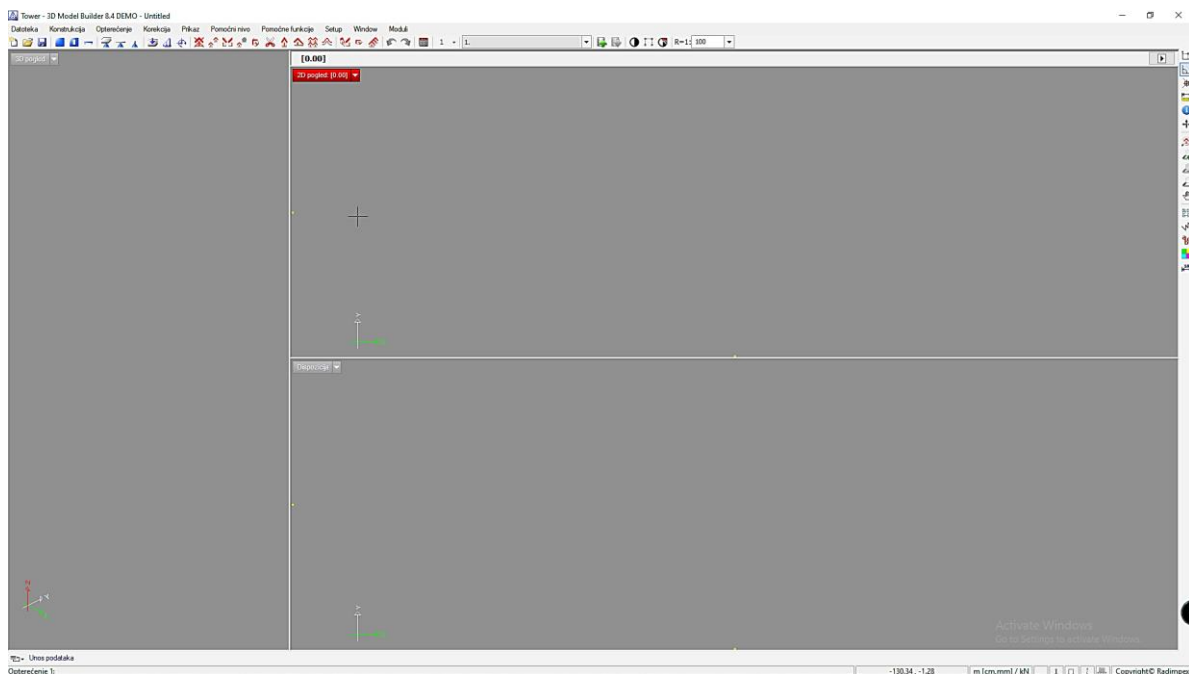 Tower - 3D Model Builder 8.4 DEMO - Untitled
Datoteka Konstrukcija Opterećenje Korekcija Prikaz Pomoćni nivo Pomoćne funkcije Setup Window Moduli
1 - 1. R=1: 100
3D pogled [0.00]
2D pogled: [0.00]
Dispozicija
Activate Windows
Go to Settings to activate Windows.
Unos podataka
Opterećenje 1: -130.34 , -1.28 m [cm,mm] / kN Copyright© Radimpex